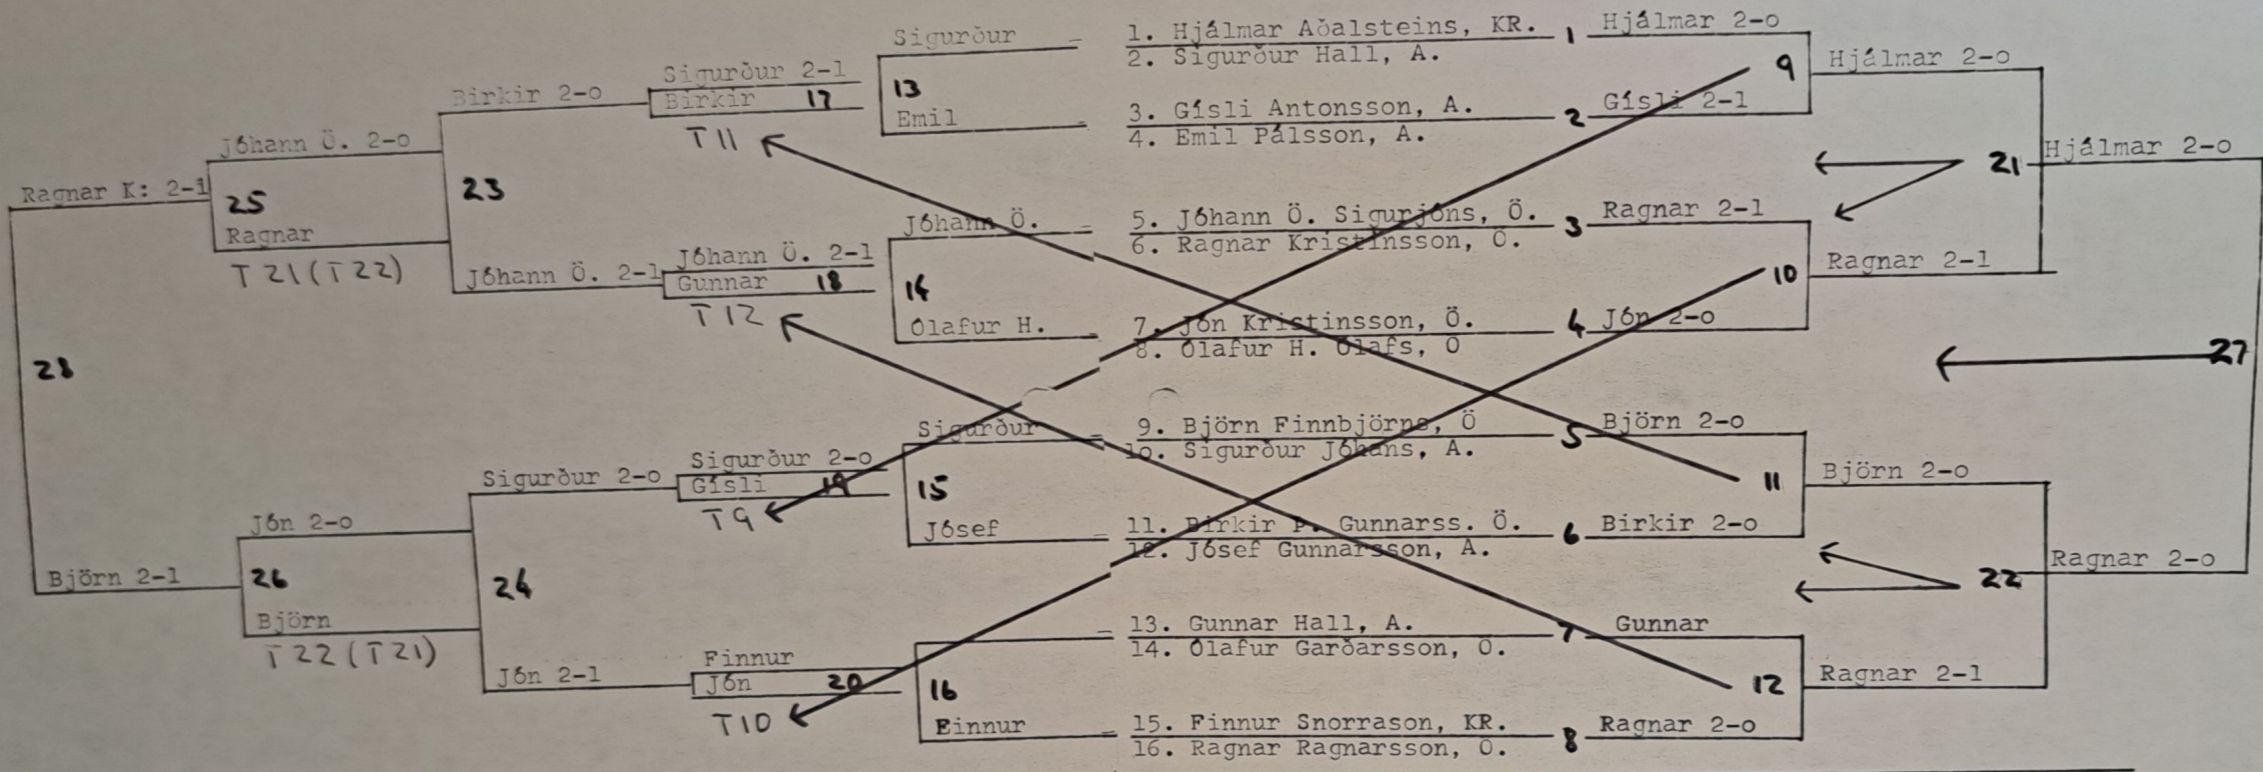 Sigurður
1. Hjálmar Aðalsteins, KR.
1
Hjálmar 2-0
2. Sigurður Hall, A.
9
Hjálmar 2-0
Sigurður 2-1
Birkir 2-0
Birkir
17
13
3. Gísli Antonsson, A.
2
Gísli 2-1
Emil
4. Emil Pálsson, A.
T11
Jóhann Ö. 2-0
21
Hjálmar 2-0
Ragnar K: 2-1
25
23
Ragnar
Jóhann Ö.
5. Jóhann Ö. Sigurjóns, Ö.
3
Ragnar 2-1
6. Ragnar Kristinsson, Ö.
T21(T22)
Jóhann Ö. 2-1
Jóhann Ö. 2-1
Gunnar
18
14
10
Ragnar 2-1
T12
Ólafur H.
7. Jón Kristinsson, Ö.
4
Jón 2-0
8. Ólafur H. Ólafs, Ö
28
27
Sigurður
9. Björn Finnbjörns, Ö
5
Björn 2-0
10. Sigurður Jóhans, A.
Sigurður 2-0
Sigurður 2-0
Gísli
19
15
11
Björn 2-0
T9
Jón 2-0
Jósef
11. Birkir Þ. Gunnarss. Ö.
6
Birkir 2-0
12. Jósef Gunnarsson, A.
Björn 2-1
26
24
22
Ragnar 2-0
Björn
13. Gunnar Hall, A.
7
Gunnar
14. Ólafur Garðarsson, Ö.
T22(T21)
Jón 2-1
Finnur
Jón
20
16
12
Ragnar 2-1
T10
Finnur
15. Finnur Snorrason, KR.
8
Ragnar 2-0
16. Ragnar Ragnarsson, Ö.